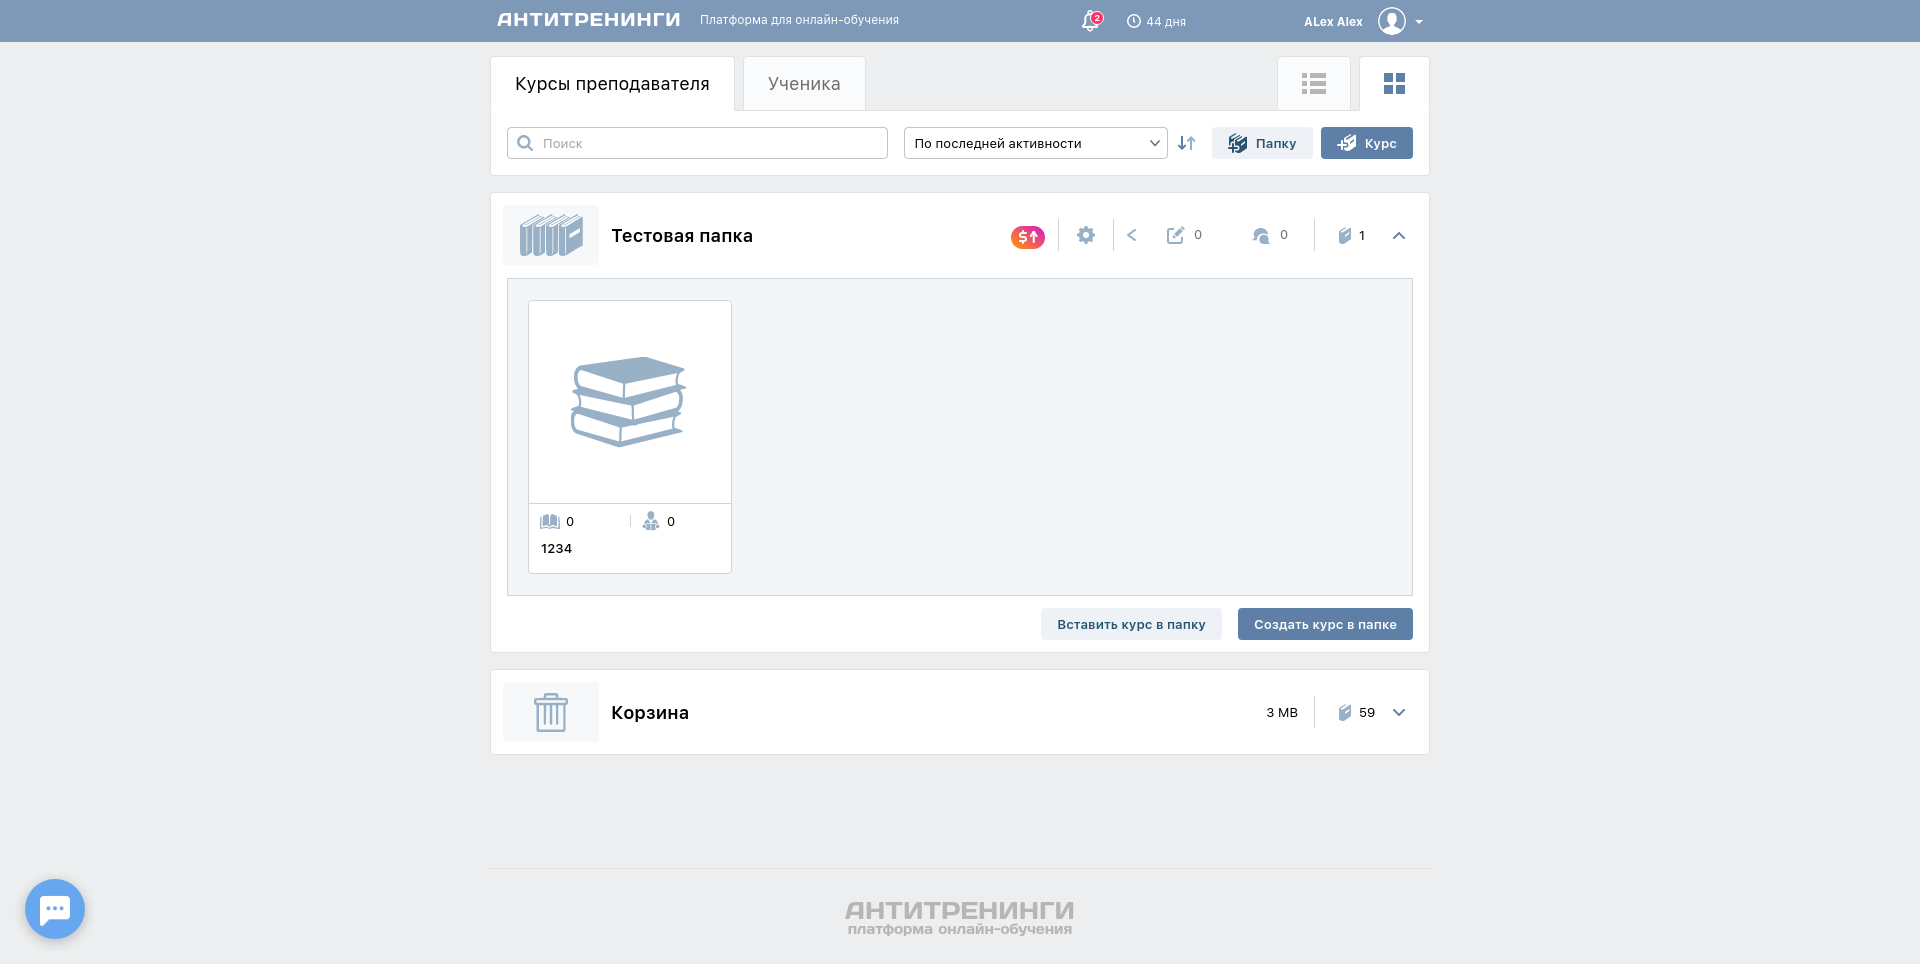 АНТИТРЕНИНГИ Платформа для онлайн-обучения 2 44 дня ALex Alex
Курсы преподавателя Ученика
Поиск По последней активности Папку Курс
Тестовая папка $ 0 0 1
0 0
1234
Вставить курс в папку Создать курс в папке
Корзина 3 MB 59
АНТИТРЕНИНГИ
платформа онлайн-обучения